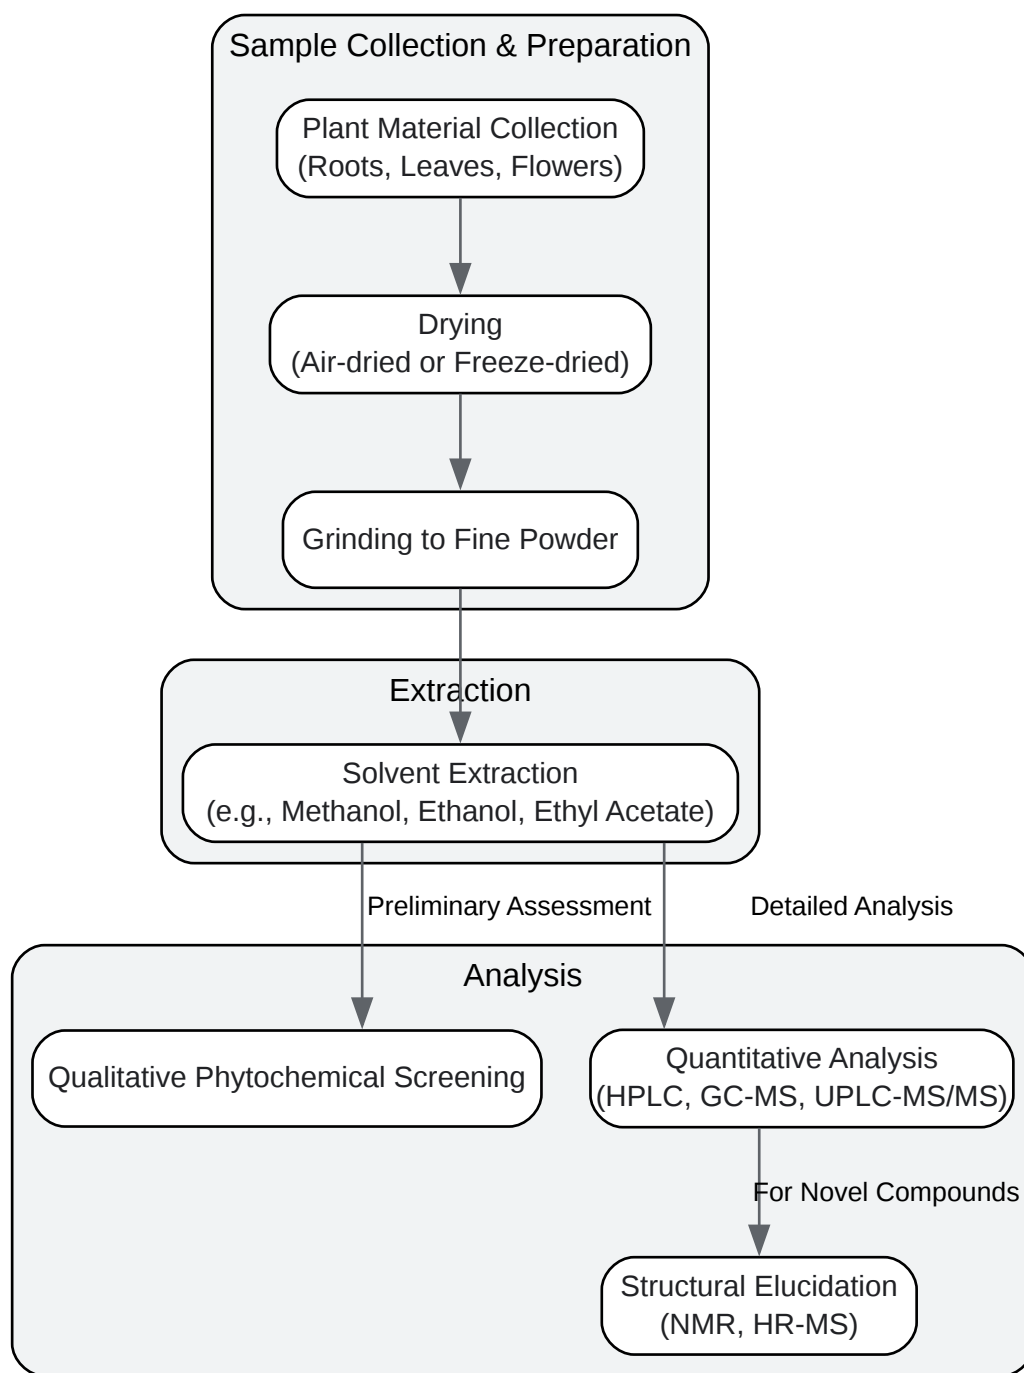 Sample Collection & Preparation
Plant Material Collection
(Roots, Leaves, Flowers)
Drying
(Air-dried or Freeze-dried)
Grinding to Fine Powder
Extraction
Solvent Extraction
(e.g., Methanol, Ethanol, Ethyl Acetate)
Preliminary Assessment
Detailed Analysis
Analysis
Qualitative Phytochemical Screening
Quantitative Analysis
(HPLC, GC-MS, UPLC-MS/MS)
For Novel Compounds
Structural Elucidation
(NMR, HR-MS)